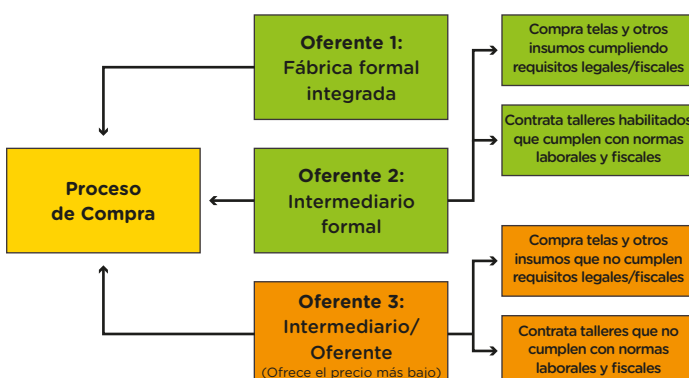 Oferente 1:
Fábrica formal
integrada
Compra telas y otros
insumos cumpliendo
requisitos legales/fiscales
Contrata talleres habilitados
que cumplen con normas
laborales y fiscales
Proceso
de Compra
Oferente 2:
Intermediario
formal
Compra telas y otros
insumos que no cumplen
requisitos legales/fiscales
Oferente 3:
Intermediario/
Oferente
(Ofrece el precio más bajo)
Contrata talleres que no
cumplen con normas
laborales y fiscales